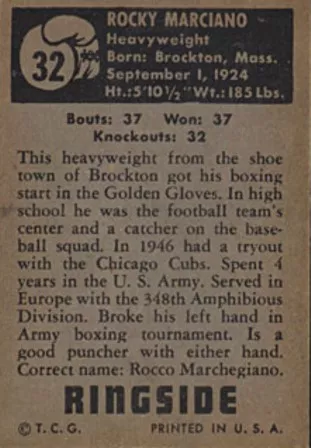 32
ROCKY MARCIANO
Heavyweight
Born: Brockton, Mass.
September 1, 1924
Ht.:5'10½" Wt.:185 Lbs.
Bouts: 37 Won: 37
Knockouts: 32
This heavyweight from the shoe
town of Brockton got his boxing
start in the Golden Gloves. In high
school he was the football team's
center and a catcher on the base-
ball squad. In 1946 had a tryout
with the Chicago Cubs. Spent 4
years in the U. S. Army. Served in
Europe with the 348th Amphibious
Division. Broke his left hand in
Army boxing tournament. Is a
good puncher with either hand.
Correct name: Rocco Marchegiano.
RINGSIDE
© T. C. G. PRINTED IN U. S. A.